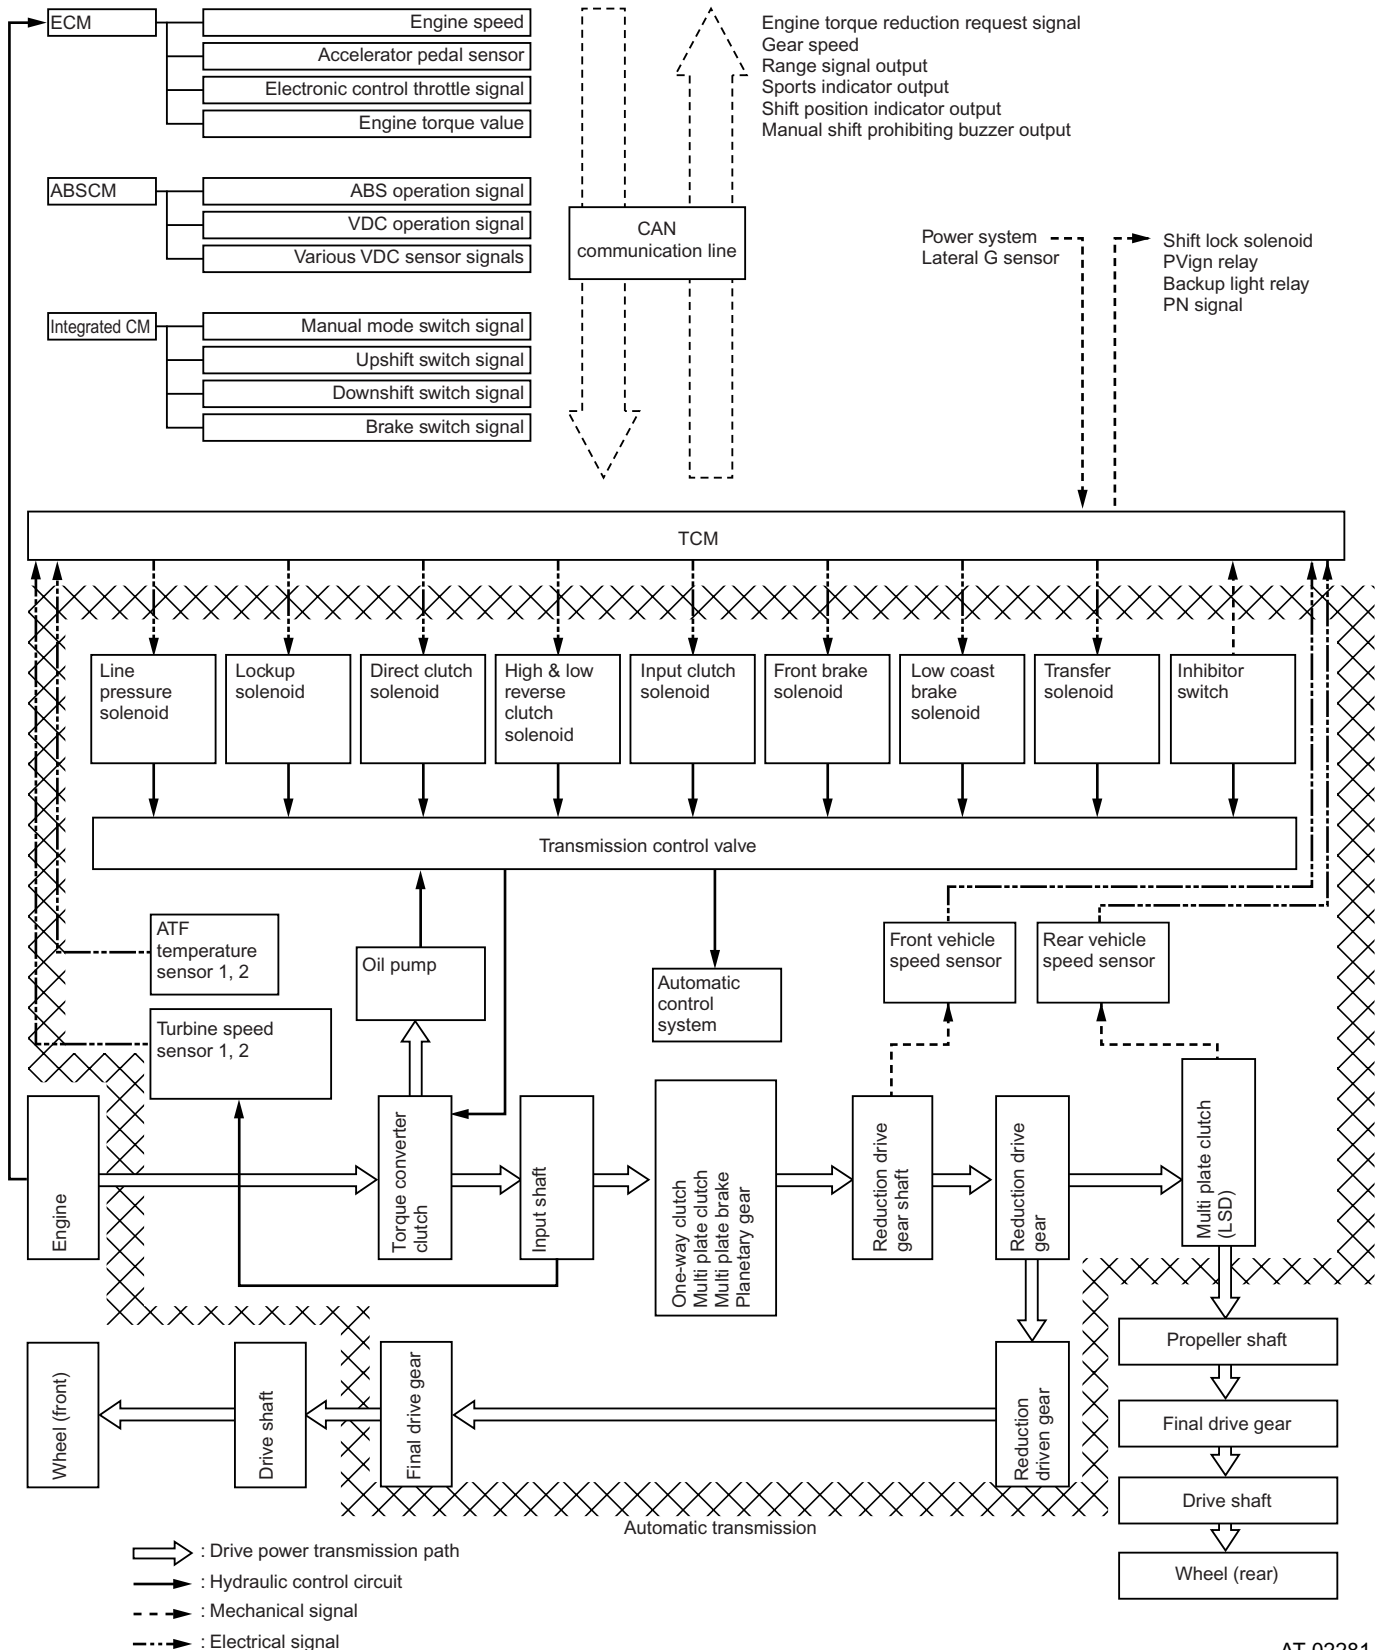 ECM
Engine speed
Accelerator pedal sensor
Electronic control throttle signal
Engine torque value
ABSCM
ABS operation signal
VDC operation signal
Various VDC sensor signals
Integrated CM
Manual mode switch signal
Upshift switch signal
Downshift switch signal
Brake switch signal
CAN
communication line
Engine torque reduction request signal
Gear speed
Range signal output
Sports indicator output
Shift position indicator output
Manual shift prohibiting buzzer output
Power system
Lateral G sensor
Shift lock solenoid
PVign relay
Backup light relay
PN signal
TCM
Line
pressure
solenoid
Lockup
solenoid
Direct clutch
solenoid
High & low
reverse
clutch
solenoid
Input clutch
solenoid
Front brake
solenoid
Low coast
brake
solenoid
Transfer
solenoid
Inhibitor
switch
Transmission control valve
ATF
temperature
sensor 1, 2
Oil pump
Automatic
control
system
Front vehicle
speed sensor
Rear vehicle
speed sensor
Turbine speed
sensor 1, 2
Engine
Torque converter
clutch
Input shaft
One-way clutch
Multi plate clutch
Multi plate brake
Planetary gear
Reduction drive
gear shaft
Reduction drive
gear
Multi plate clutch
(LSD)
Wheel (front)
Drive shaft
Final drive gear
Reduction
driven gear
Propeller shaft
Final drive gear
Drive shaft
Wheel (rear)
Automatic transmission
: Drive power transmission path
: Hydraulic control circuit
: Mechanical signal
: Electrical signal
AT-02281